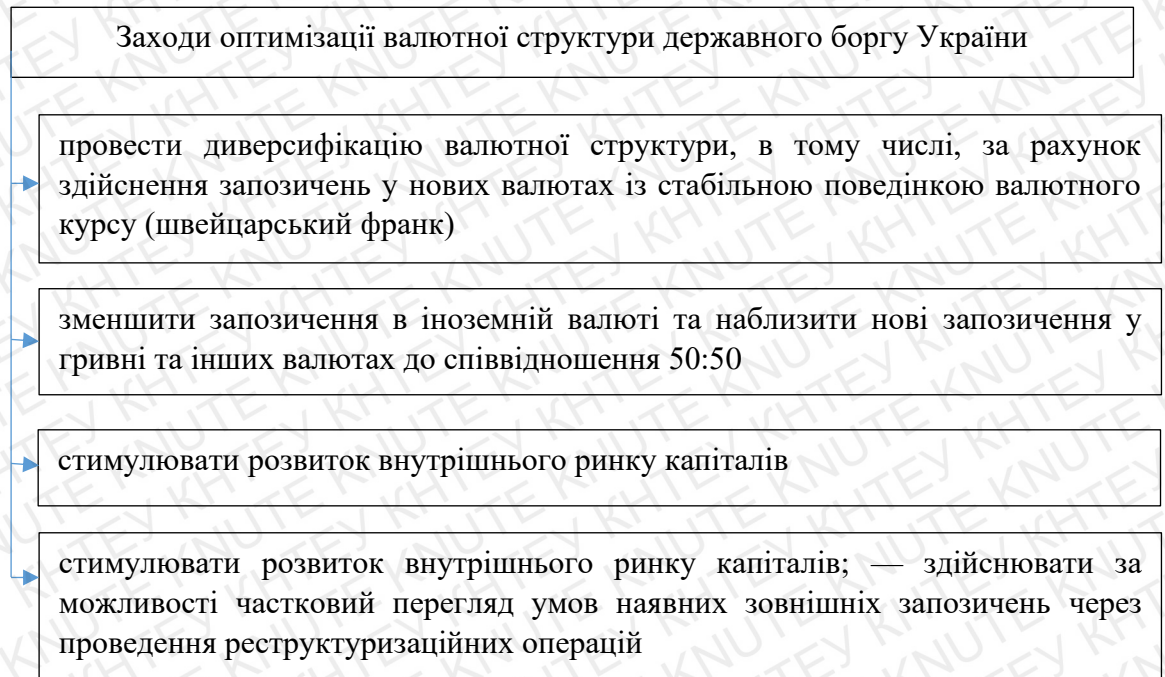 Заходи оптимізації валютної структури державного боргу України
провести диверсифікацію валютної структури, в тому числі, за рахунок
здійснення запозичень у нових валютах із стабільною поведінкою валютного
курсу (швейцарський франк)
зменшити запозичення в іноземній валюті та наблизити нові запозичення у
гривні та інших валютах до співвідношення 50:50
стимулювати розвиток внутрішнього ринку капіталів
стимулювати розвиток внутрішнього ринку капіталів; — здійснювати за
можливості частковий перегляд умов наявних зовнішніх запозичень через
проведення реструктуризаційних операцій